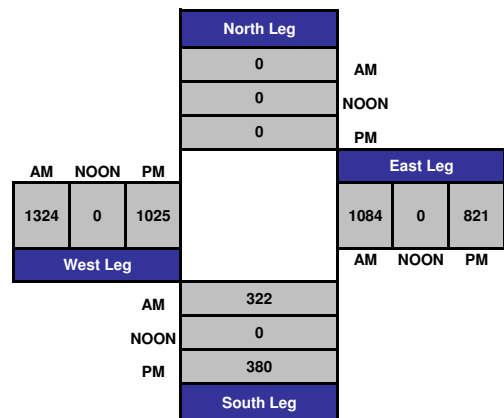 North Leg
0 AM
0 NOON
0 PM
AM NOON PM
East Leg
1324 0 1025
1084 0 821
West Leg
AM NOON PM
AM 322
NOON 0
PM 380
South Leg